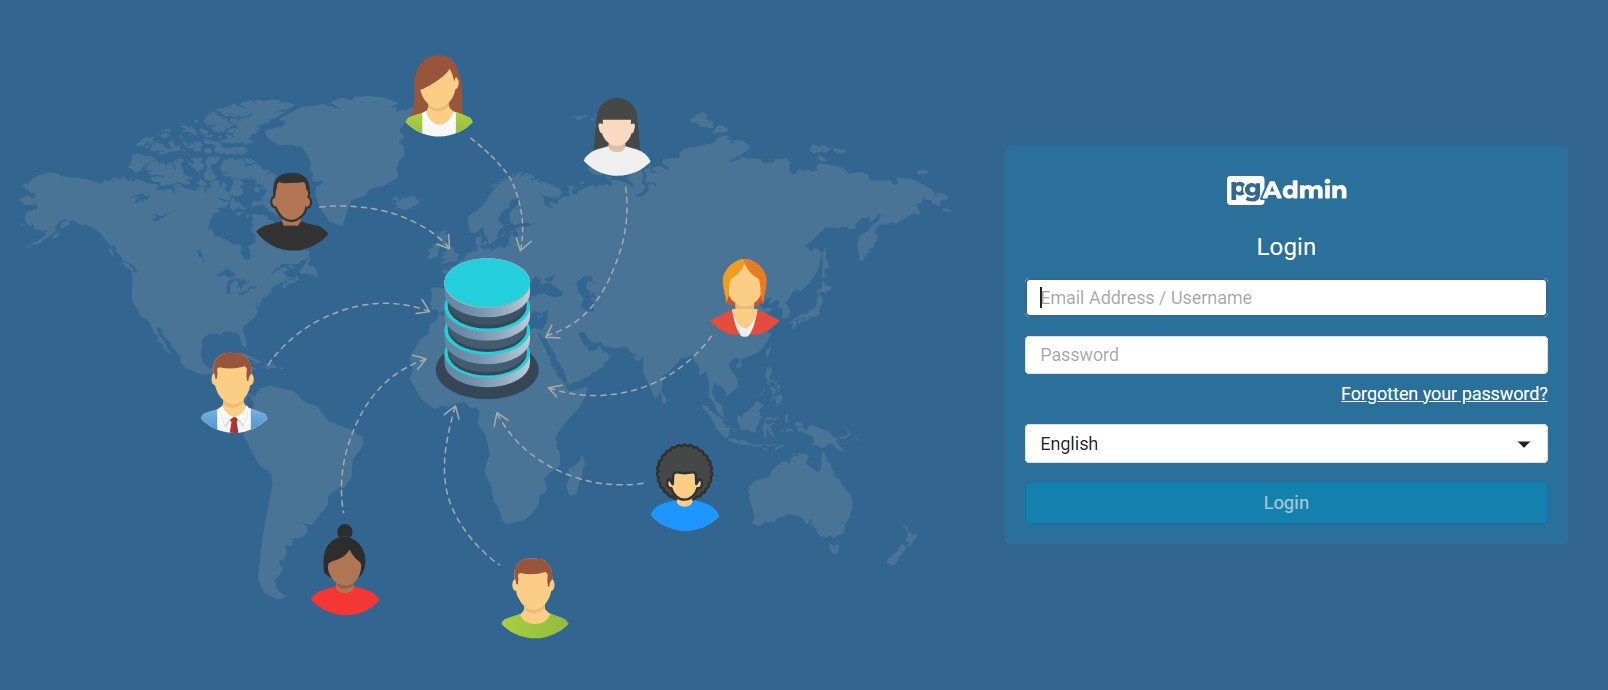 pgAdmin
Login
Email Address / Username
Password
Forgotten your password?
English
Login